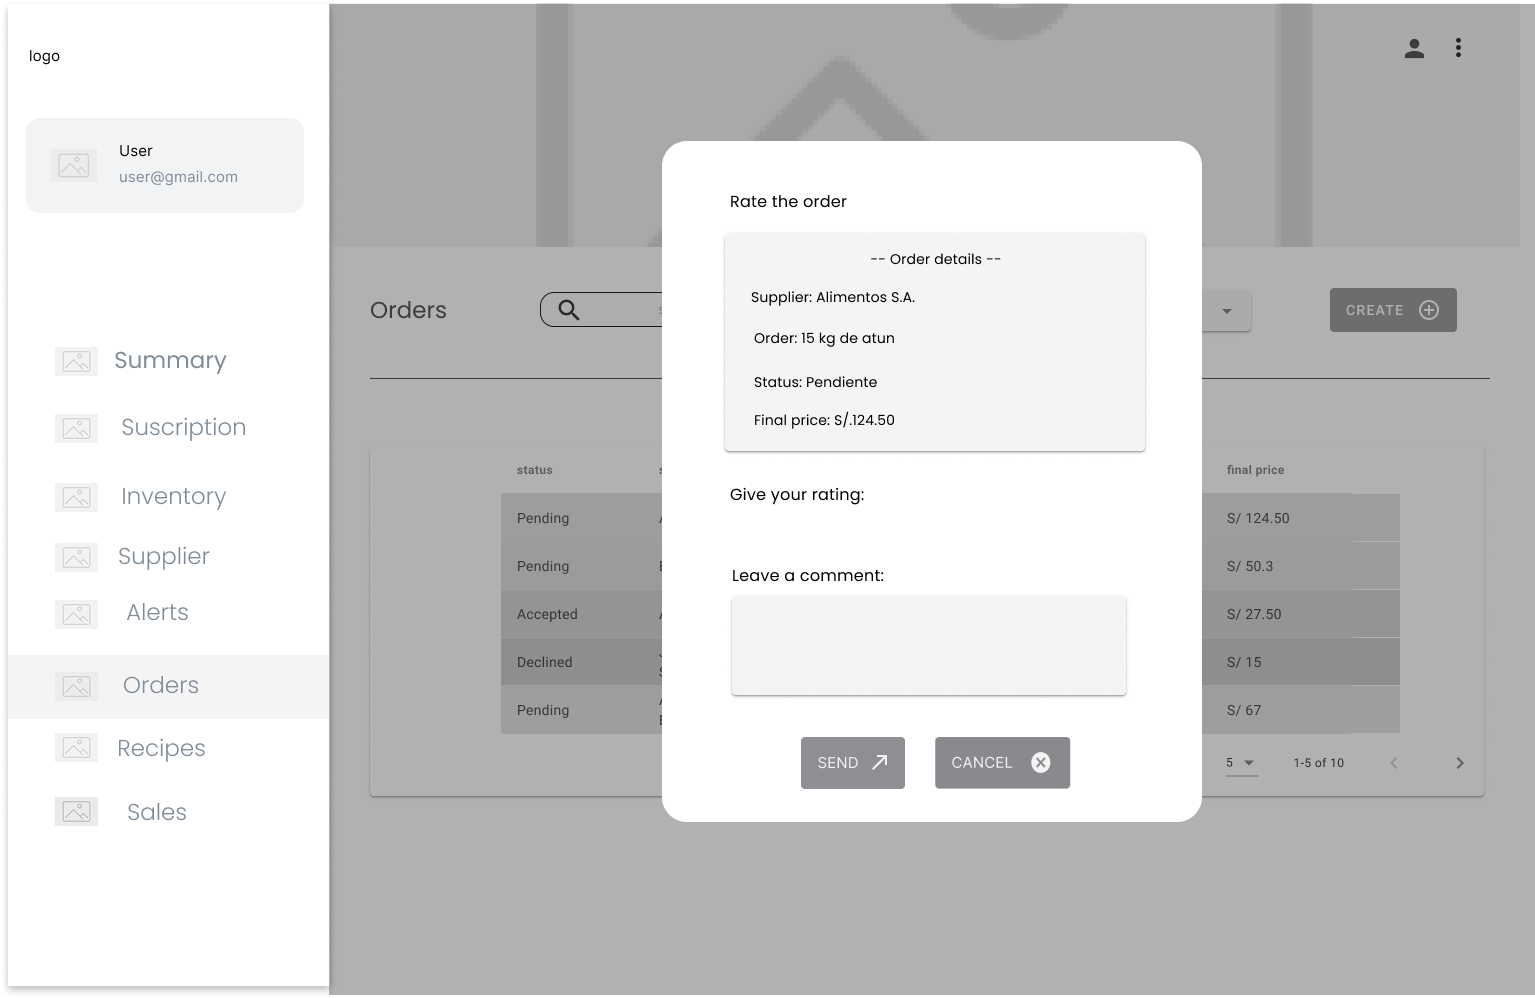 logo
User
user@gmail.com
Summary
Suscription
Inventory
Supplier
Alerts
Orders
Recipes
Sales
Orders
CREATE
status
final price
Pending
S/ 124.50
Pending
S/ 50.3
Accepted
S/ 27.50
Declined
S/ 15
Pending
S/ 67
5
1-5 of 10
Rate the order
-- Order details --
Supplier: Alimentos S.A.
Order: 15 kg de atun
Status: Pendiente
Final price: S/.124.50
Give your rating:
Leave a comment:
SEND
CANCEL